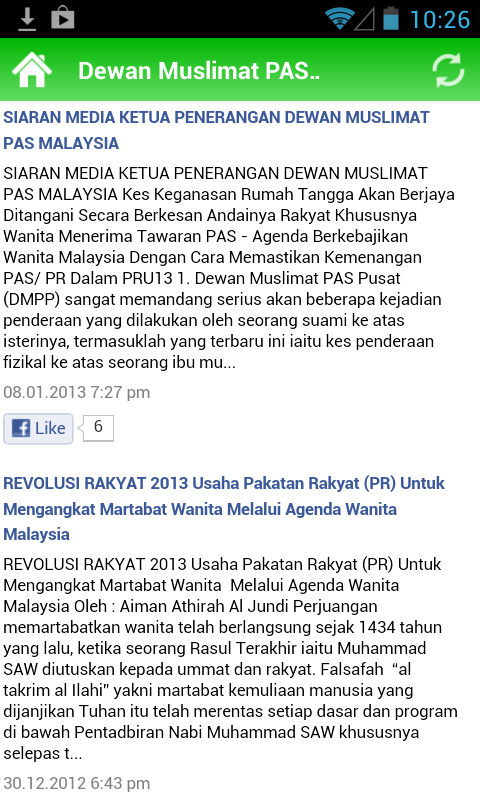 10:26
Dewan Muslimat PAS..
SIARAN MEDIA KETUA PENERANGAN DEWAN MUSLIMAT
PAS MALAYSIA
SIARAN MEDIA KETUA PENERANGAN DEWAN MUSLIMAT
PAS MALAYSIA Kes Keganasan Rumah Tangga Akan Berjaya
Ditangani Secara Berkesan Andainya Rakyat Khususnya
Wanita Menerima Tawaran PAS - Agenda Berkebajikan
Wanita Malaysia Dengan Cara Memastikan Kemenangan
PAS/ PR Dalam PRU13 1. Dewan Muslimat PAS Pusat
(DMPP) sangat memandang serius akan beberapa kejadian
penderaan yang dilakukan oleh seorang suami ke atas
isterinya, termasuklah yang terbaru ini iaitu kes penderaan
fizikal ke atas seorang ibu mu...
08.01.2013 7:27 pm
Like 6
REVOLUSI RAKYAT 2013 Usaha Pakatan Rakyat (PR) Untuk
Mengangkat Martabat Wanita Melalui Agenda Wanita
Malaysia
REVOLUSI RAKYAT 2013 Usaha Pakatan Rakyat (PR) Untuk
Mengangkat Martabat Wanita  Melalui Agenda Wanita
Malaysia Oleh : Aiman Athirah Al Jundi Perjuangan
memartabatkan wanita telah berlangsung sejak 1434 tahun
yang lalu, ketika seorang Rasul Terakhir iaitu Muhammad
SAW diutuskan kepada ummat dan rakyat. Falsafah  “al
takrim al Ilahi” yakni martabat kemuliaan manusia yang
dijanjikan Tuhan itu telah merentas setiap dasar dan program
di bawah Pentadbiran Nabi Muhammad SAW khususnya
selepas t...
30.12.2012 6:43 pm